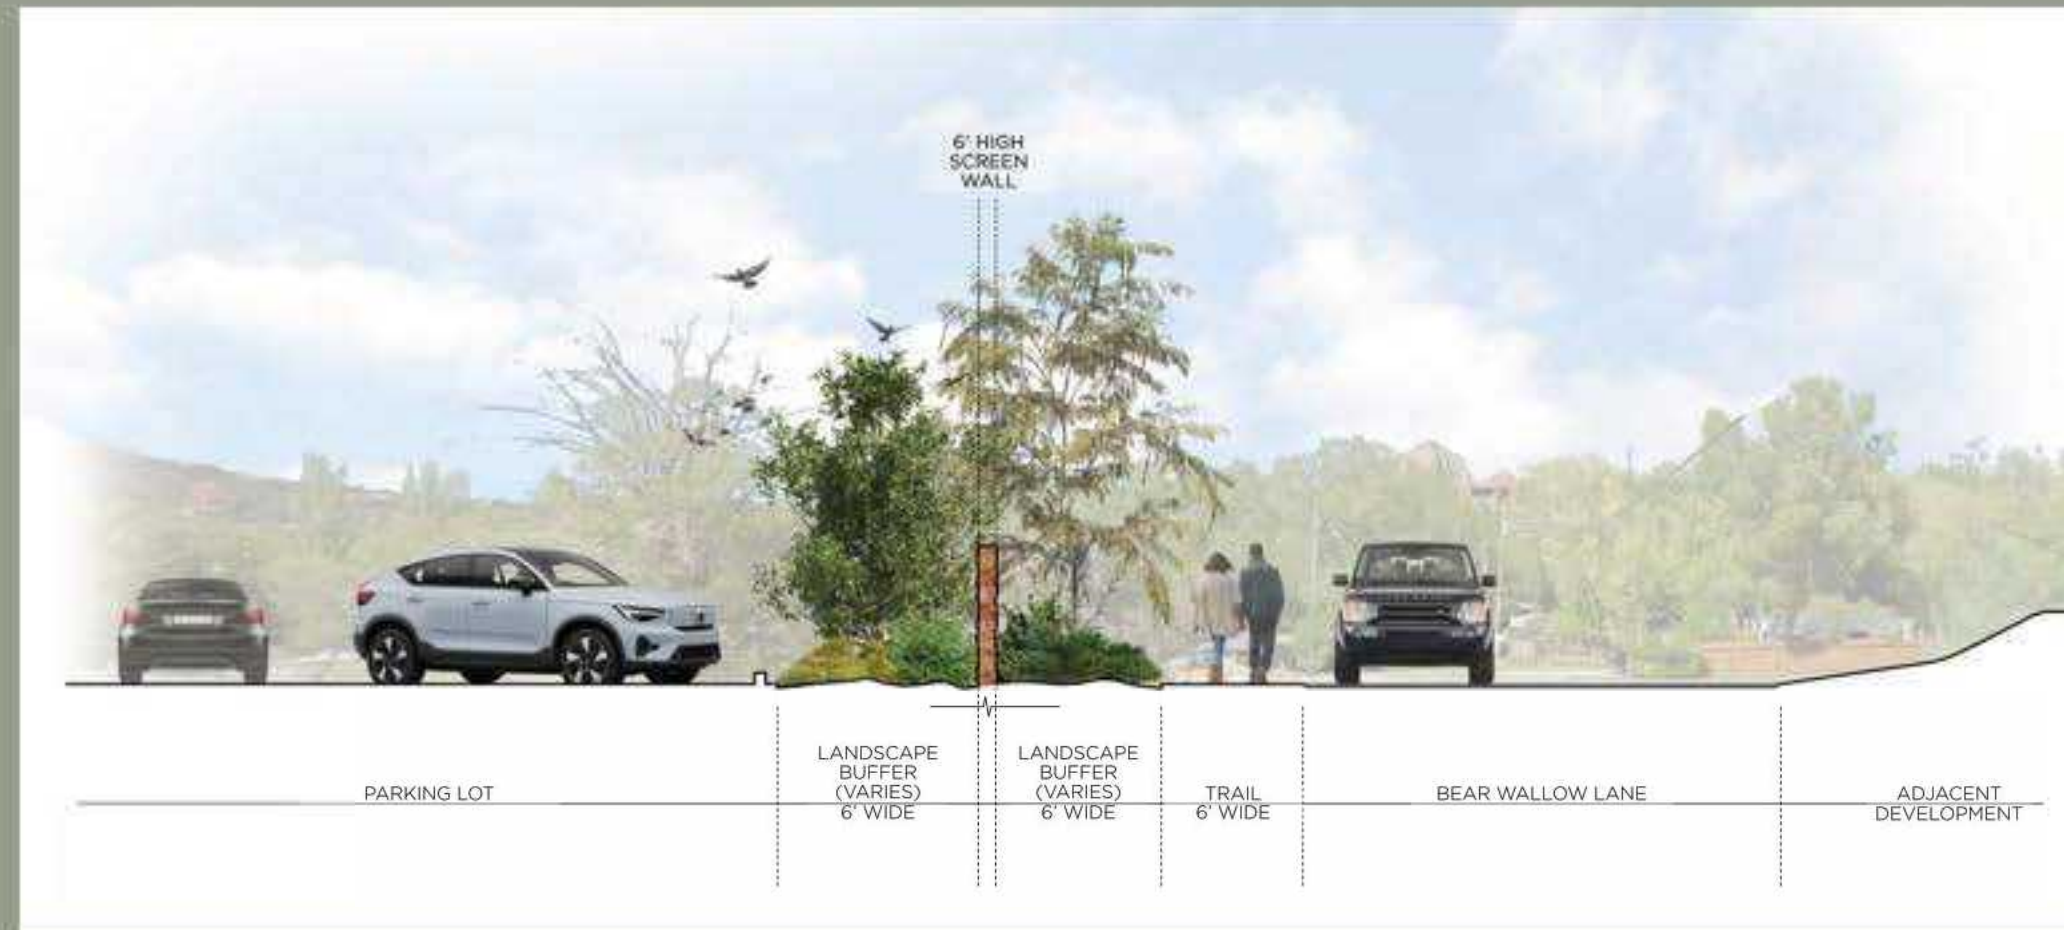 6' HIGH
SCREEN
WALL
PARKING LOT
LANDSCAPE
BUFFER
(VARIES)
6' WIDE
LANDSCAPE
BUFFER
(VARIES)
6' WIDE
TRAIL
6' WIDE
BEAR WALLOW LANE
ADJACENT
DEVELOPMENT